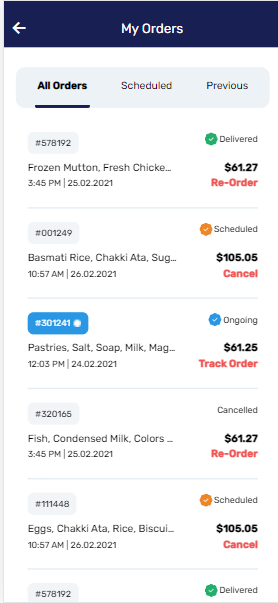 My Orders
All Orders Scheduled Previous
#578192 Delivered
Frozen Mutton, Fresh Chicke... $61.27
3:45 PM | 25.02.2021 Re-Order
#001249 Scheduled
Basmati Rice, Chakki Ata, Sug... $105.05
10:57 AM | 26.02.2021 Cancel
#301241 Ongoing
Pastries, Salt, Soap, Milk, Mag... $61.25
12:03 PM | 24.02.2021 Track Order
#320165 Cancelled
Fish, Condensed Milk, Colors ... $61.27
3:45 PM | 25.02.2021 Re-Order
#111448 Scheduled
Eggs, Chakki Ata, Rice, Biscui... $105.05
10:57 AM | 26.02.2021 Cancel
#578192 Delivered